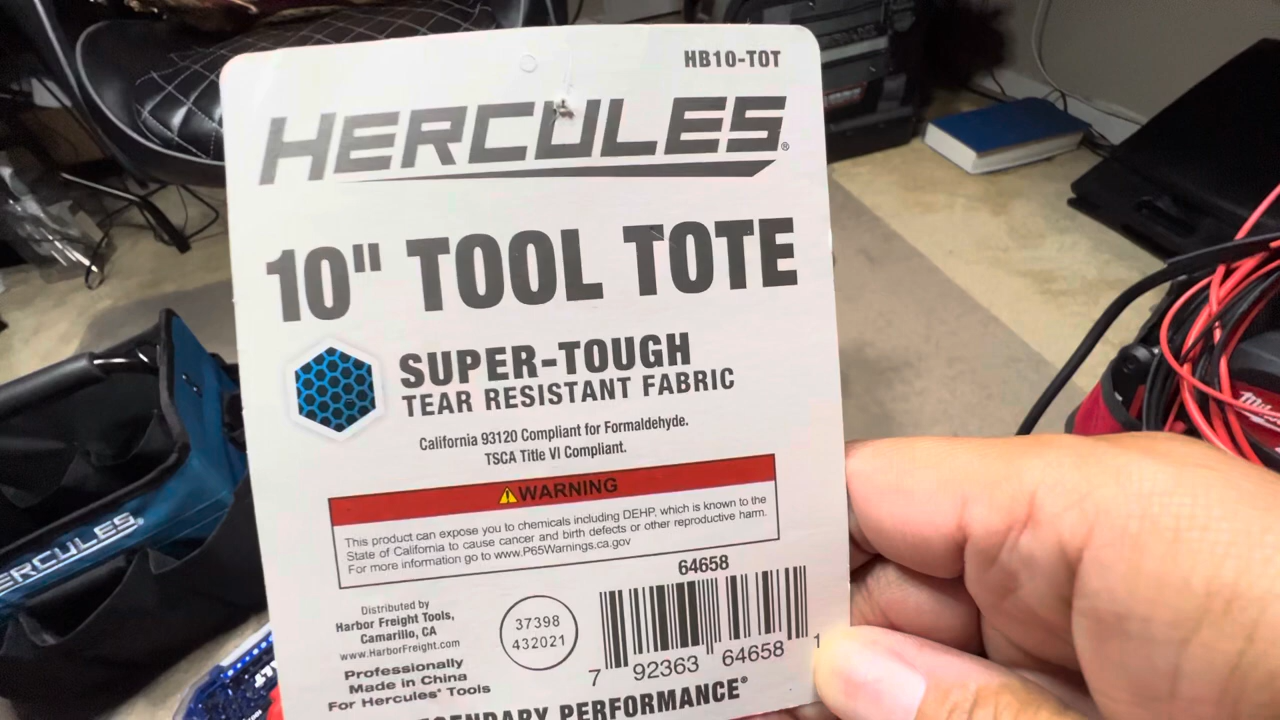 HB10-TOT
HERCULES®
10" TOOL TOTE
SUPER-TOUGH
TEAR RESISTANT FABRIC
California 93120 Compliant for Formaldehyde.
TSCA Title VI Compliant.
WARNING
This product can expose you to chemicals including DEHP, which is known to the
State of California to cause cancer and birth defects or other reproductive harm.
For more information go to www.P65Warnings.ca.gov
64658
Distributed by
Harbor Freight Tools,
Camarillo, CA
www.HarborFreight.com
Professionally
Made in China
For Hercules® Tools
37398
432021
7 92363 64658 1
PERFORMANCE®
ERCULES®